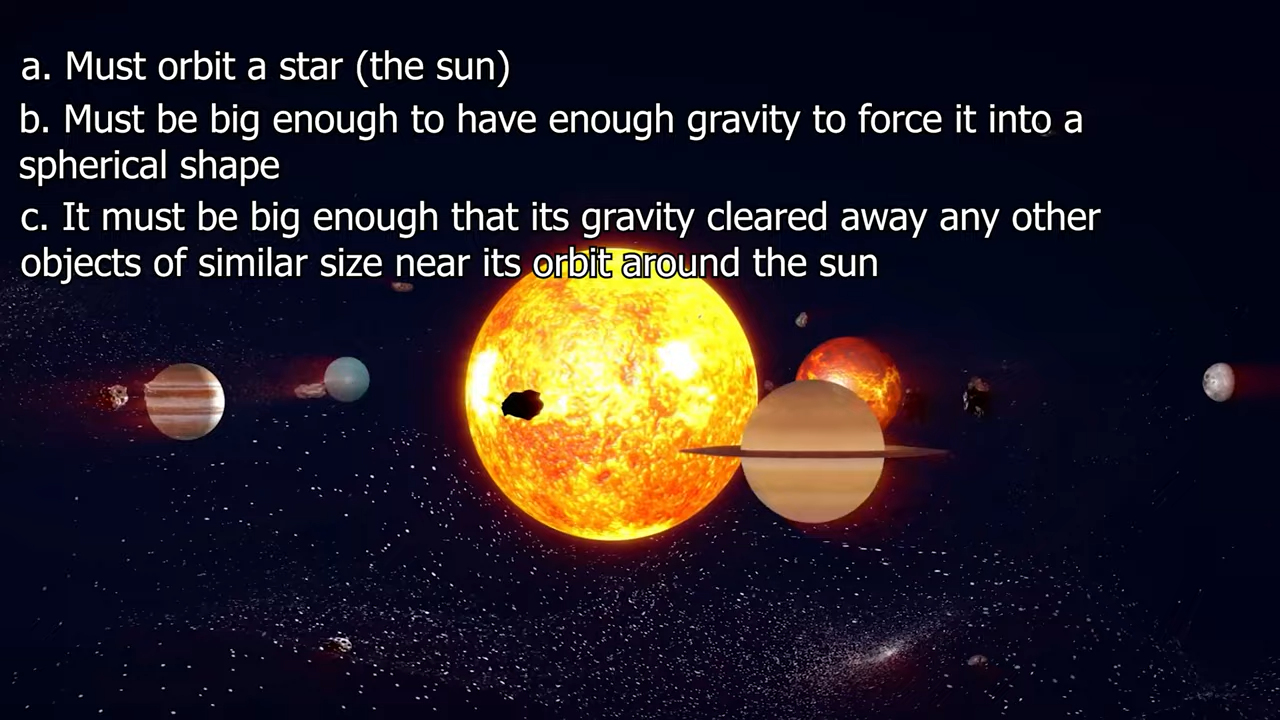 a. Must orbit a star (the sun)
b. Must be big enough to have enough gravity to force it into a
spherical shape
c. It must be big enough that its gravity cleared away any other
objects of similar size near its orbit around the sun